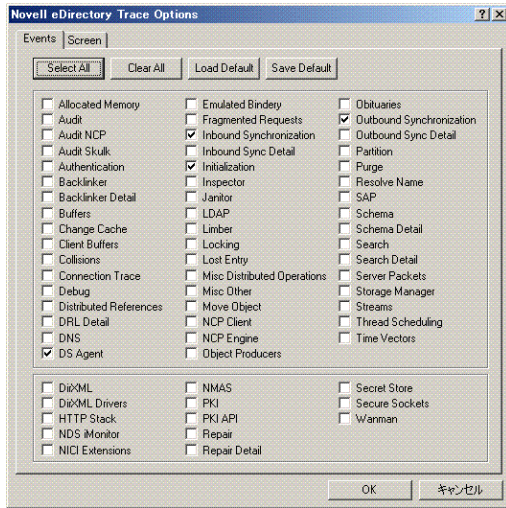 Novell eDirectory Trace Options
Events Screen
Select All Clear All Load Default Save Default
Allocated Memory
Audit
Audit NCP
Audit Skulk
Authentication
Backlinker
Backlinker Detail
Buffers
Change Cache
Client Buffers
Collisions
Connection Trace
Debug
Distributed References
DRL Detail
DNS
DS Agent
Emulated Bindery
Fragmented Requests
Inbound Synchronization
Inbound Sync Detail
Initialization
Inspector
Janitor
LDAP
Limber
Locking
Lost Entry
Misc Distributed Operations
Misc Other
Move Object
NCP Client
NCP Engine
Object Producers
Obituaries
Outbound Synchronization
Outbound Sync Detail
Partition
Purge
Resolve Name
SAP
Schema
Schema Detail
Search
Search Detail
Server Packets
Storage Manager
Streams
Thread Scheduling
Time Vectors
DirXML
DirXML Drivers
HTTP Stack
NDS iMonitor
NICI Extensions
NMAS
PKI
PKI API
Repair
Repair Detail
Secret Store
Secure Sockets
Wanman
OK キャンセル